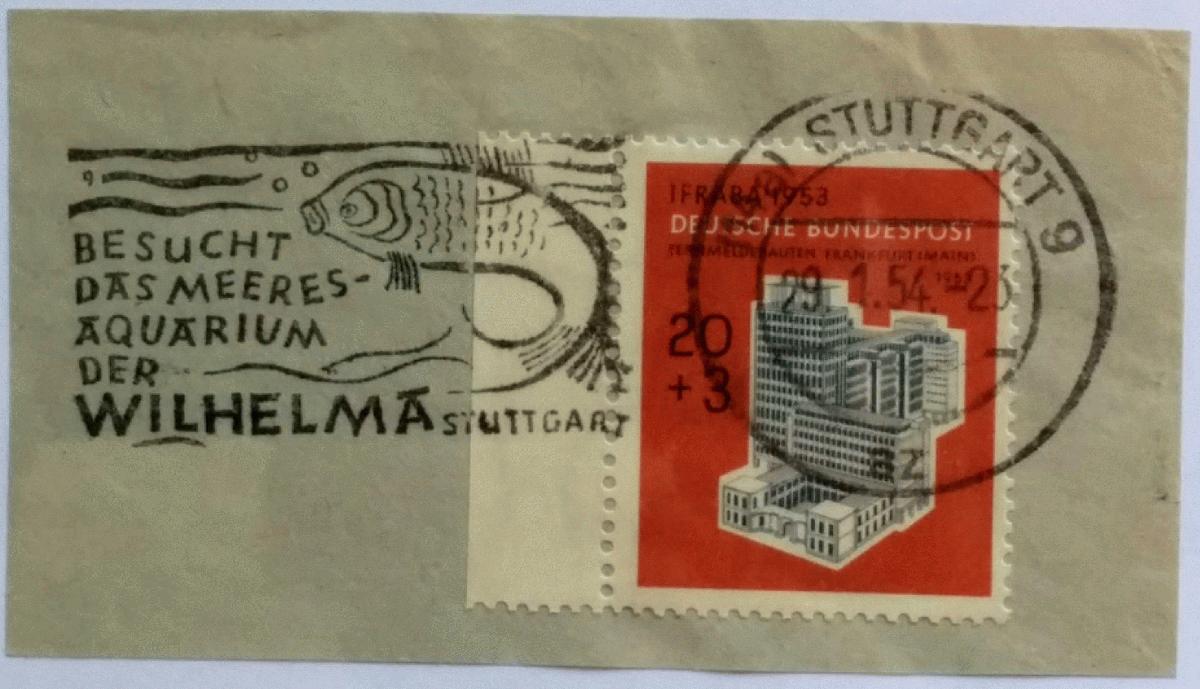 BESUCHT
DAS MEERES-
AQUARIUM
DER
WILHELMA STUTTGART
IFRABA 1953
DEUTSCHE BUNDESPOST
FERNMELDEBAUTEN FRANKFURT (MAIN)
20
+ 3
STUTTGART 9
29. 1.54. 23